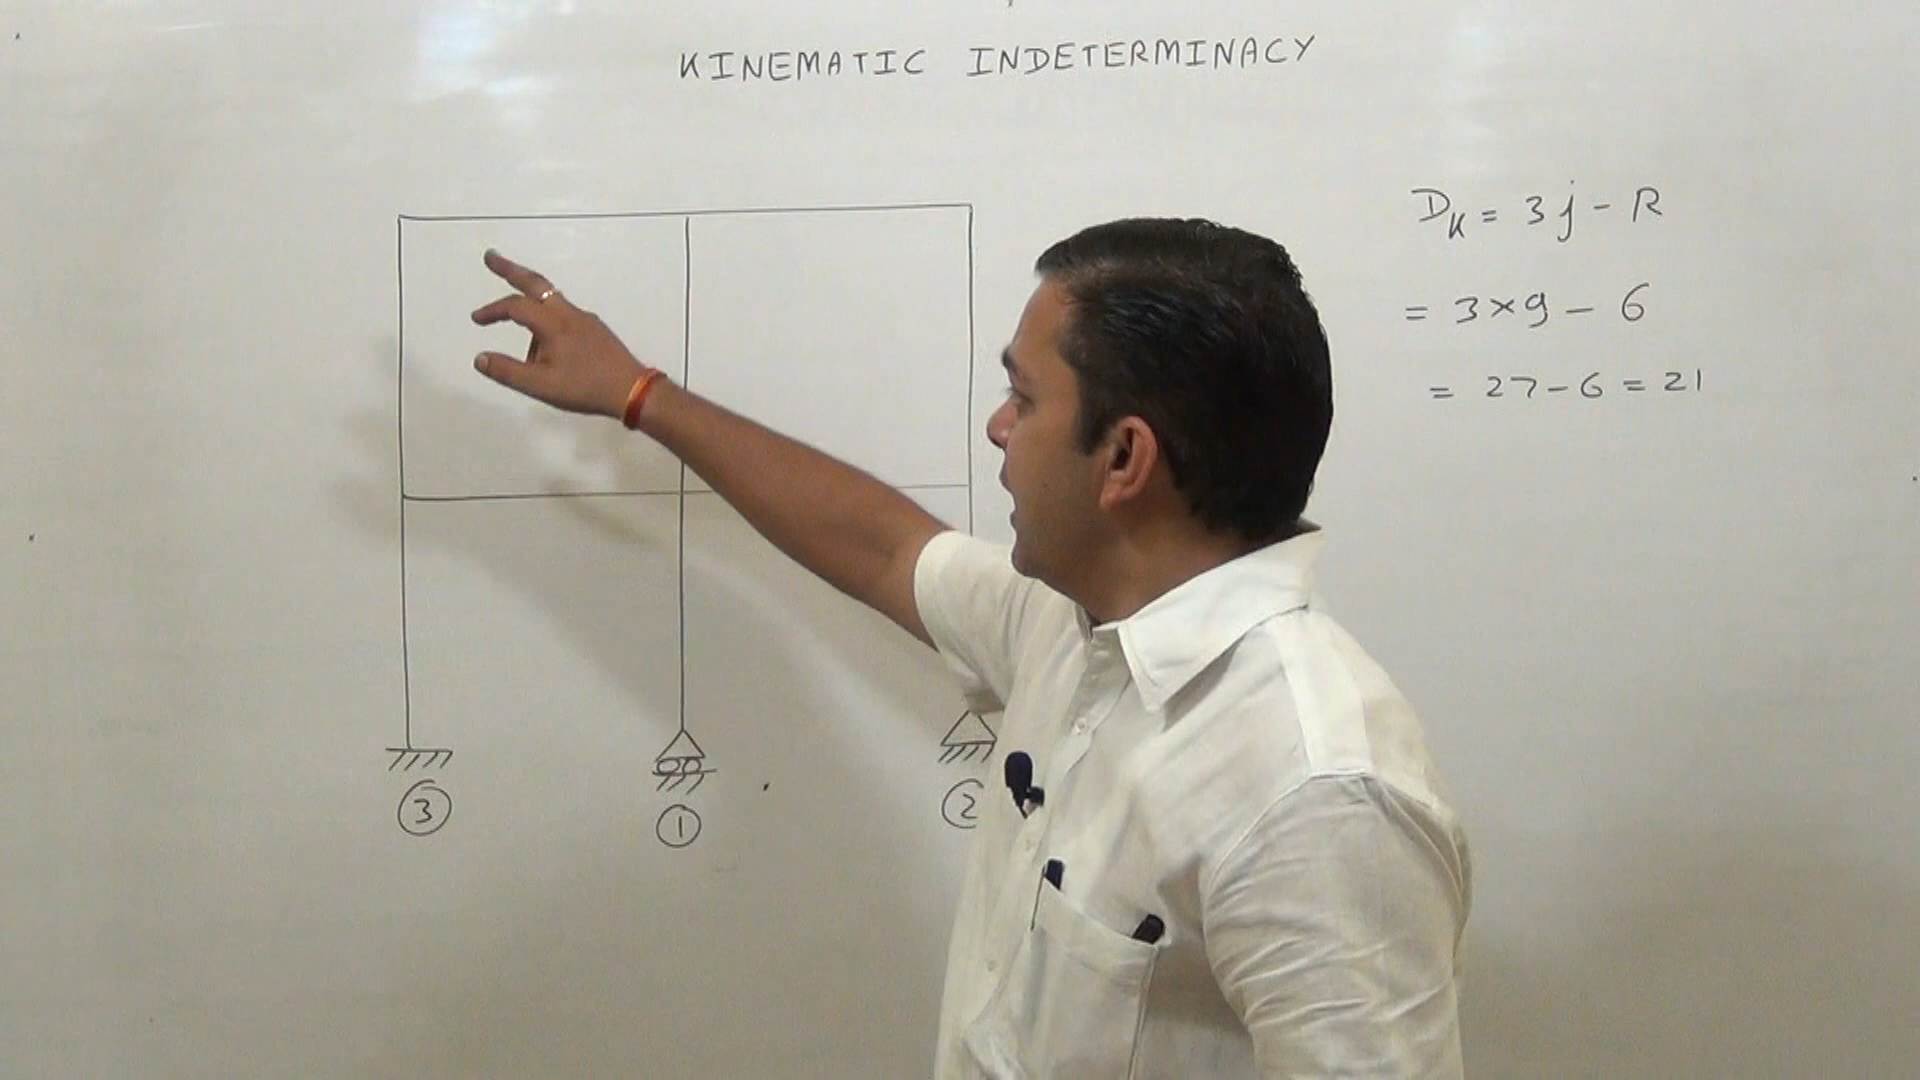 KINEMATIC INDETERMINACY
Dk = 3j - R
= 3×9 - 6
= 27 - 6 = 21
③ ① ②